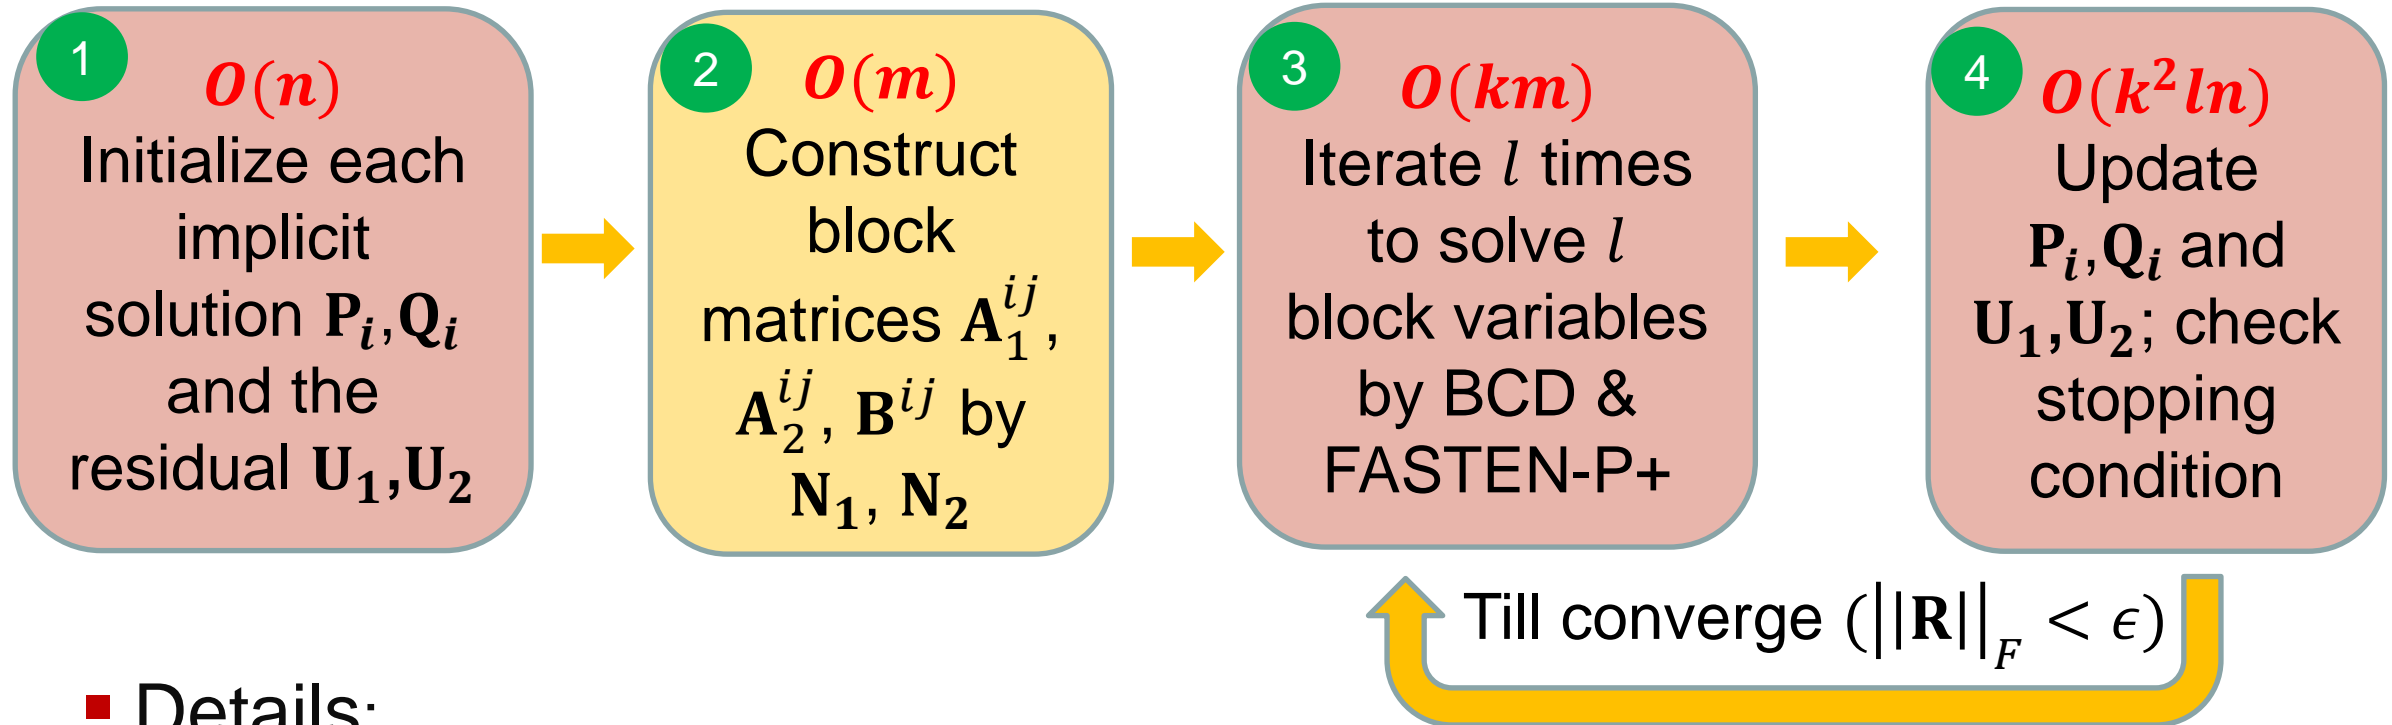 1
O(n)
Initialize each
implicit
solution P_i,Q_i
and the
residual U_1,U_2
2
O(m)
Construct
block
matrices A_1^{ij},
A_2^{ij}, B^{ij} by
N_1, N_2
3
O(km)
Iterate l times
to solve l
block variables
by BCD &
FASTEN-P+
4
O(k^2ln)
Update
P_i,Q_i and
U_1,U_2; check
stopping
condition
Till converge (||R||_F < ϵ)
▪ Details: